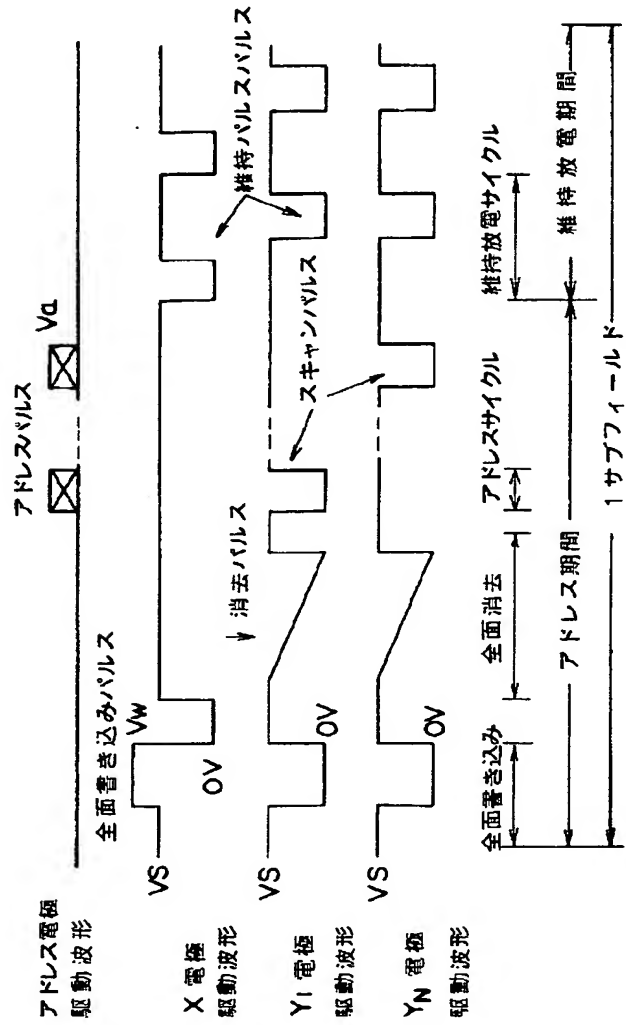 アドレス電極
駆動波形
アドレスパルス
Va
全面書き込みパルス
VS
Vw
0V
X電極
駆動波形
維持パルスパルス
消去パルス
VS
0V
Y1電極
駆動波形
スキャンパルス
VS
0V
YN電極
駆動波形
全面書き込み
全面消去
アドレスサイクル
維持放電サイクル
アドレス期間
維持放電期間
1サブフィールド